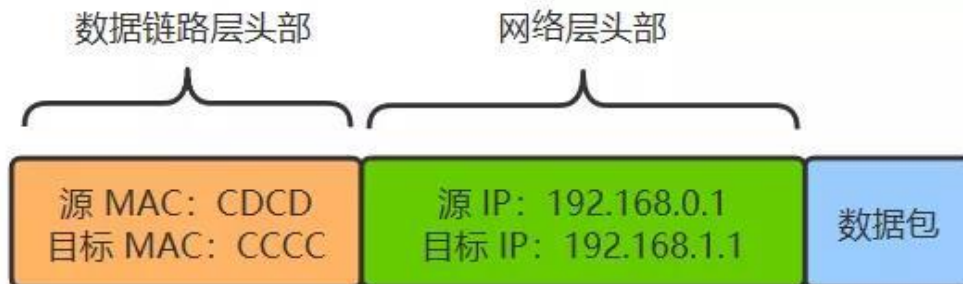 数据链路层头部
网络层头部
源 MAC：CDCD
目标 MAC：CCCC
源 IP：192.168.0.1
目标 IP：192.168.1.1
数据包